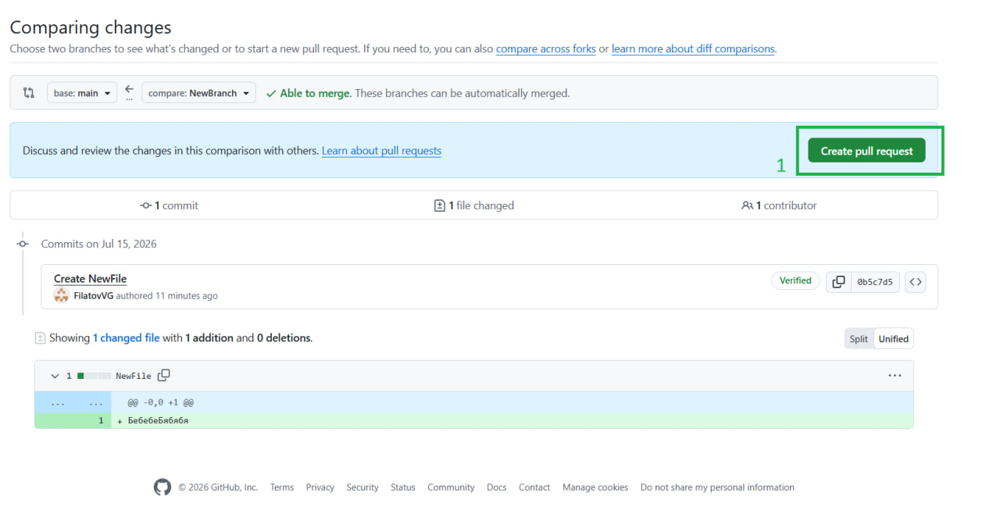 Comparing changes
Choose two branches to see what's changed or to start a new pull request. If you need to, you can also compare across forks or learn more about diff comparisons.
base: main ... compare: NewBranch Able to merge. These branches can be automatically merged.
Discuss and review the changes in this comparison with others. Learn about pull requests 1 Create pull request
1 commit 1 file changed 1 contributor
Commits on Jul 15, 2026
Create NewFile
FilatovVG authored 11 minutes ago Verified 0b5c7d5
Showing 1 changed file with 1 addition and 0 deletions. Split Unified
1 NewFile ...
... ... @@ -0,0 +1 @@
1 + БебебеБябябя
© 2026 GitHub, Inc. Terms Privacy Security Status Community Docs Contact Manage cookies Do not share my personal information